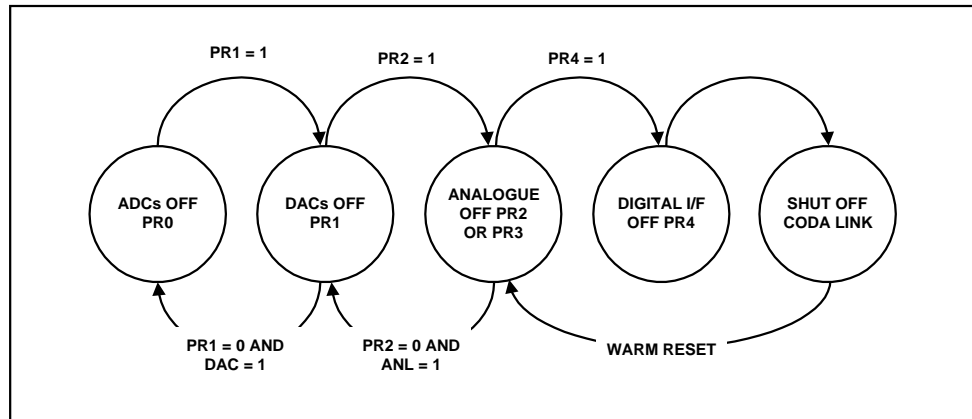 PR1 = 1
PR2 = 1
PR4 = 1
ADCs OFF
PR0
DACs OFF
PR1
ANALOGUE
OFF PR2
OR PR3
DIGITAL I/F
OFF PR4
SHUT OFF
CODA LINK
PR1 = 0 AND
DAC = 1
PR2 = 0 AND
ANL = 1
WARM RESET